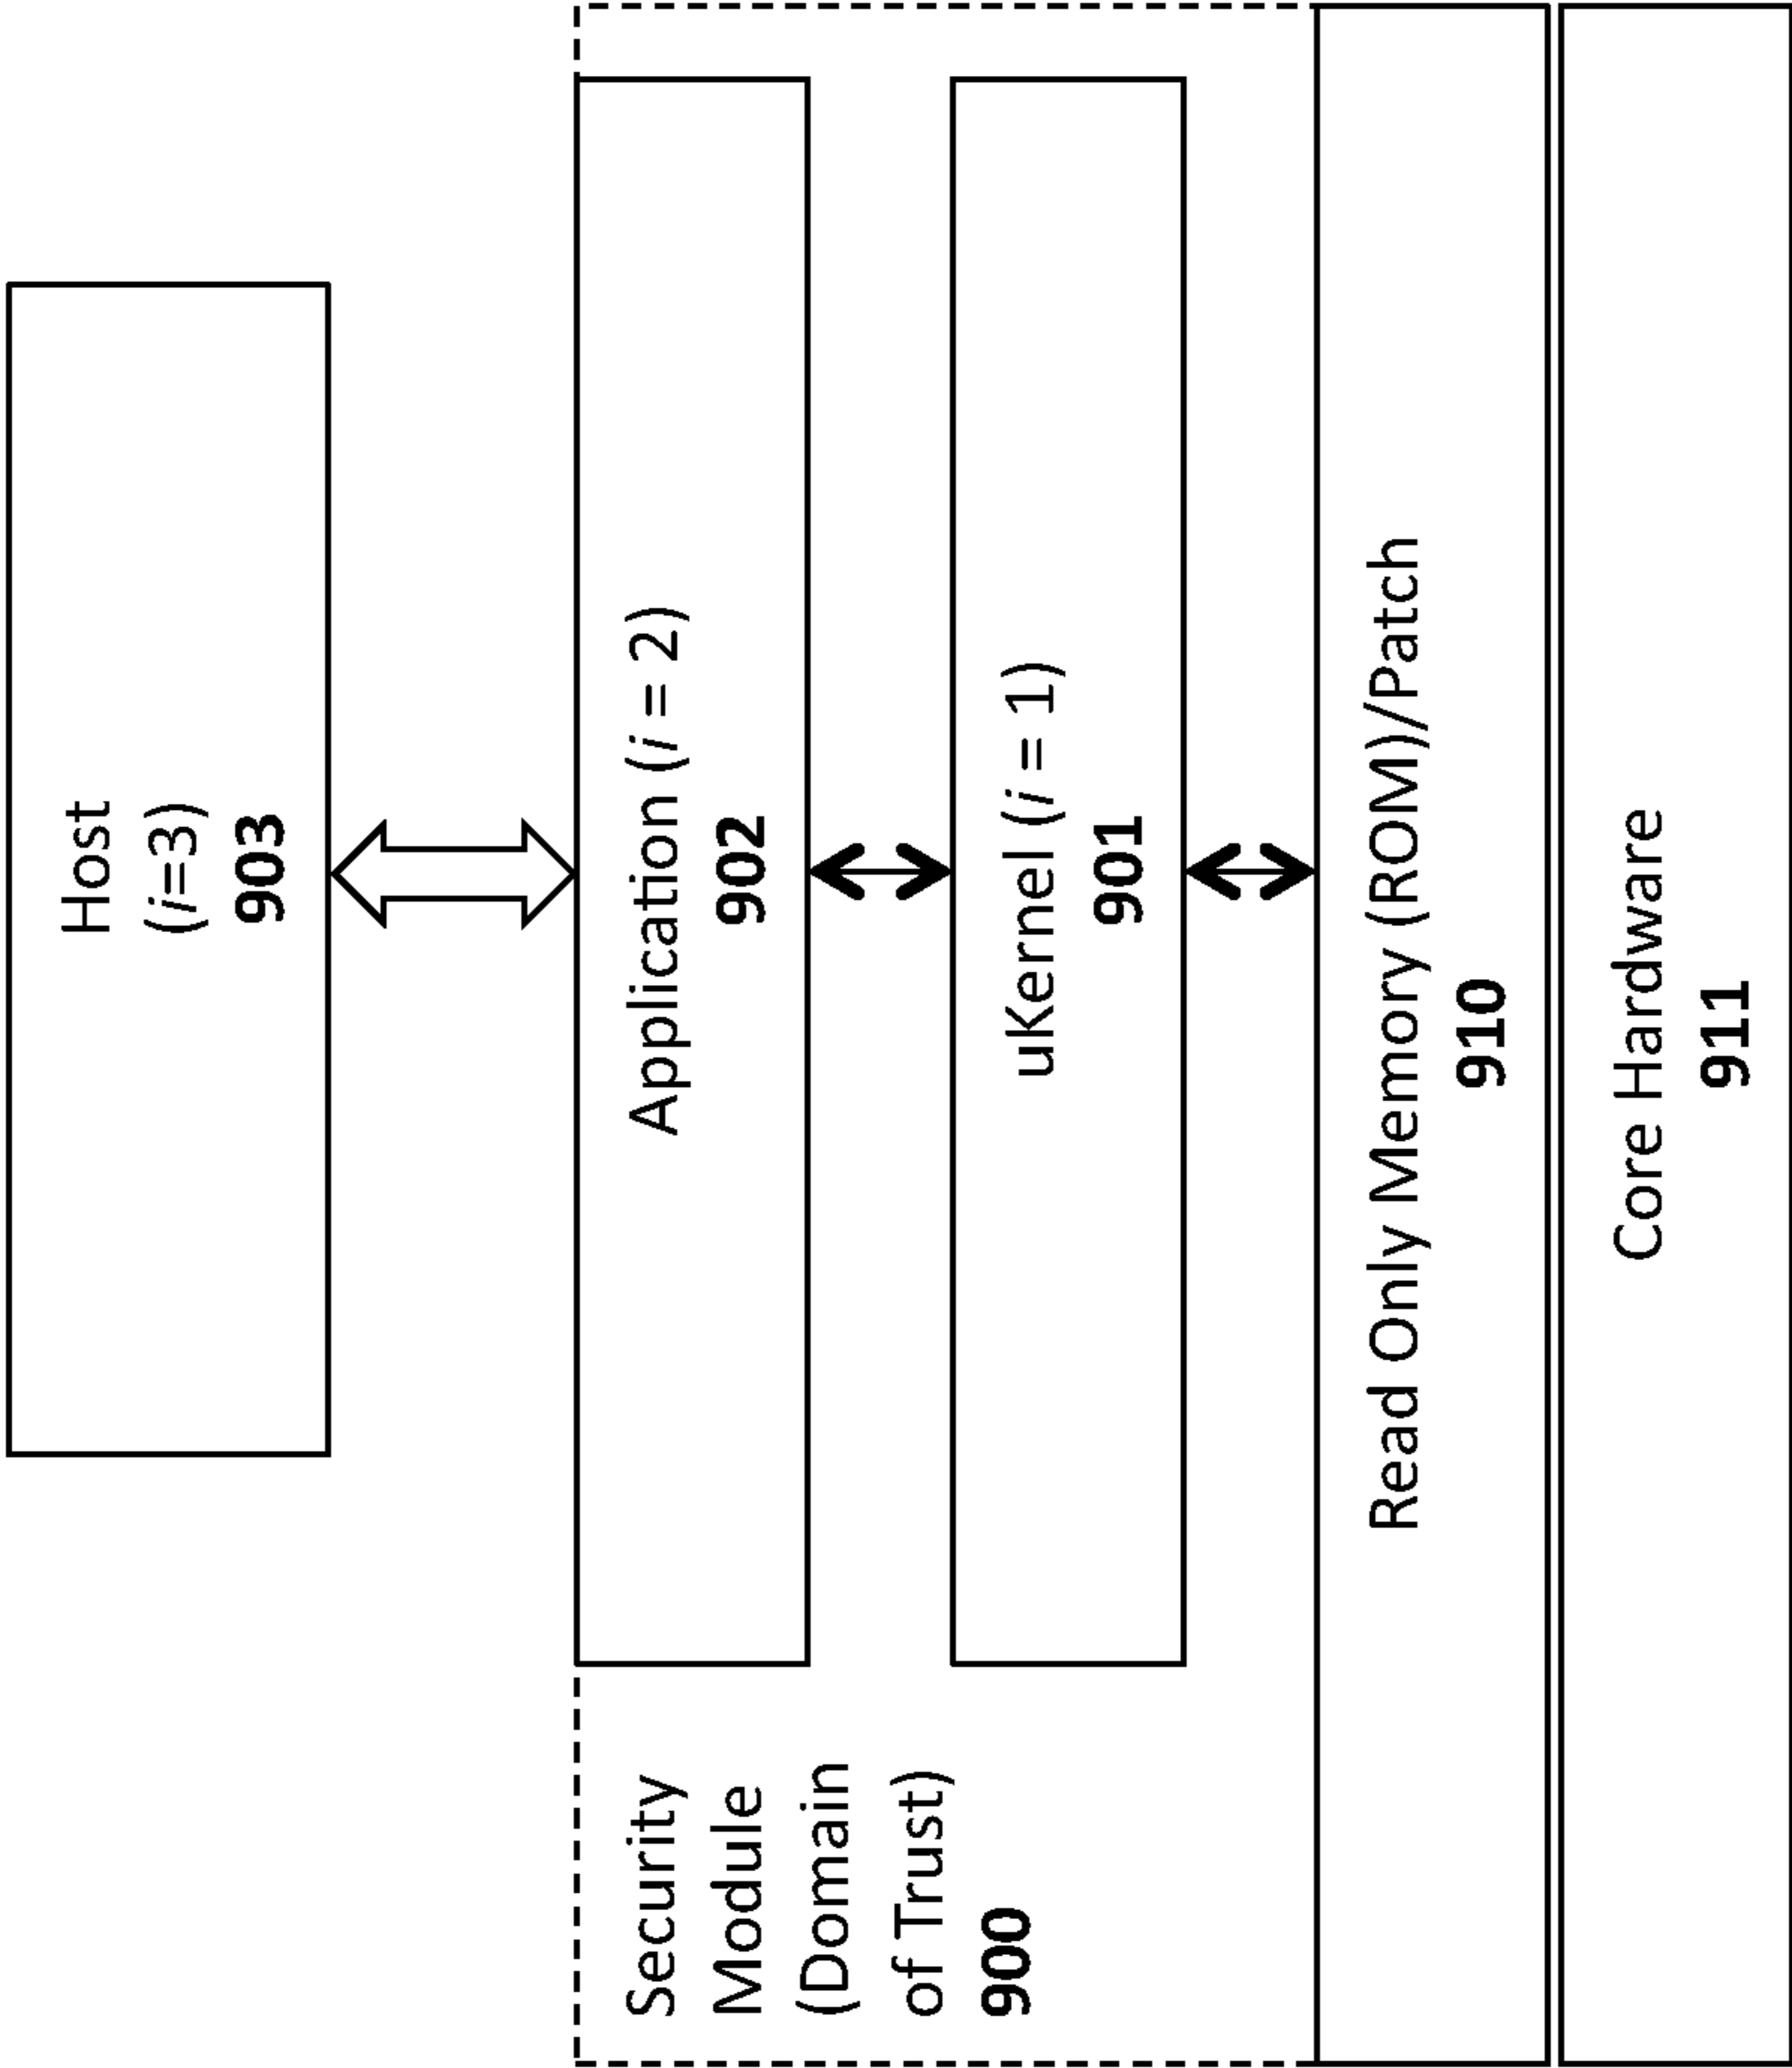 Host
(i=3)
903
Security
Module
(Domain
of Trust)
900
Application (i = 2)
902
uKernel (i = 1)
901
Read Only Memory (ROM)/Patch
910
Core Hardware
911